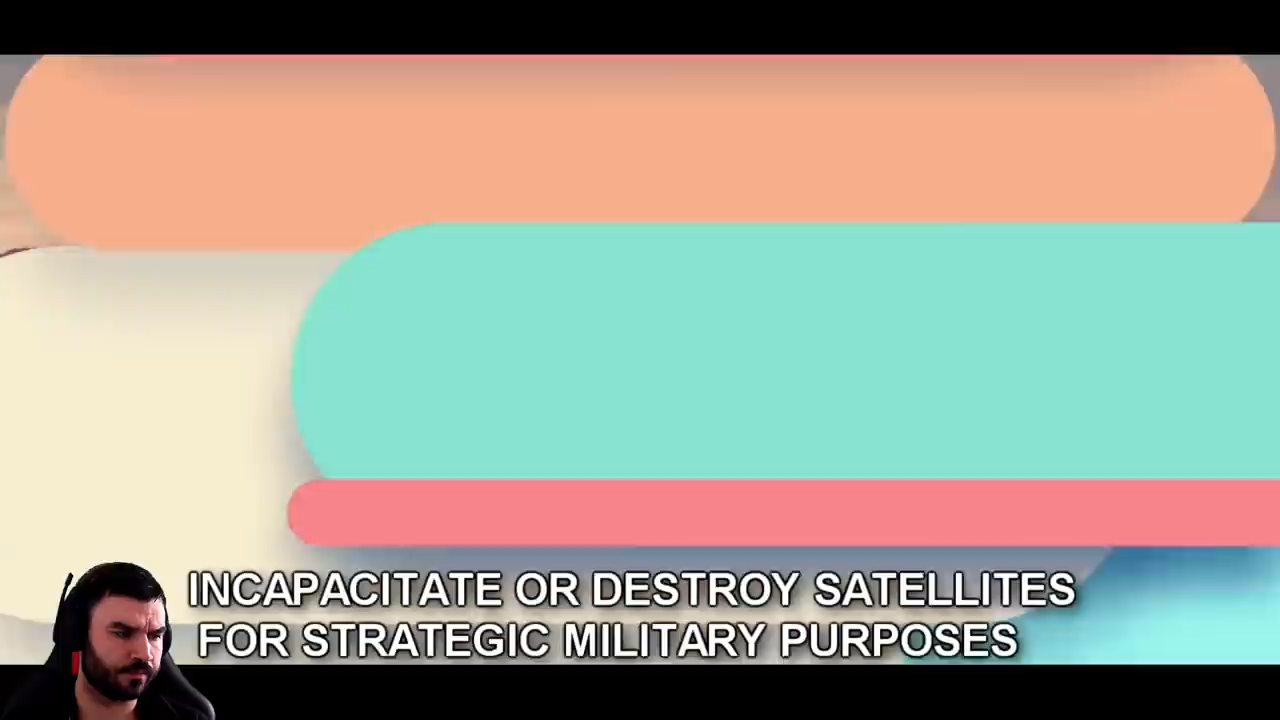 INCAPACITATE OR DESTROY SATELLITES
FOR STRATEGIC MILITARY PURPOSES